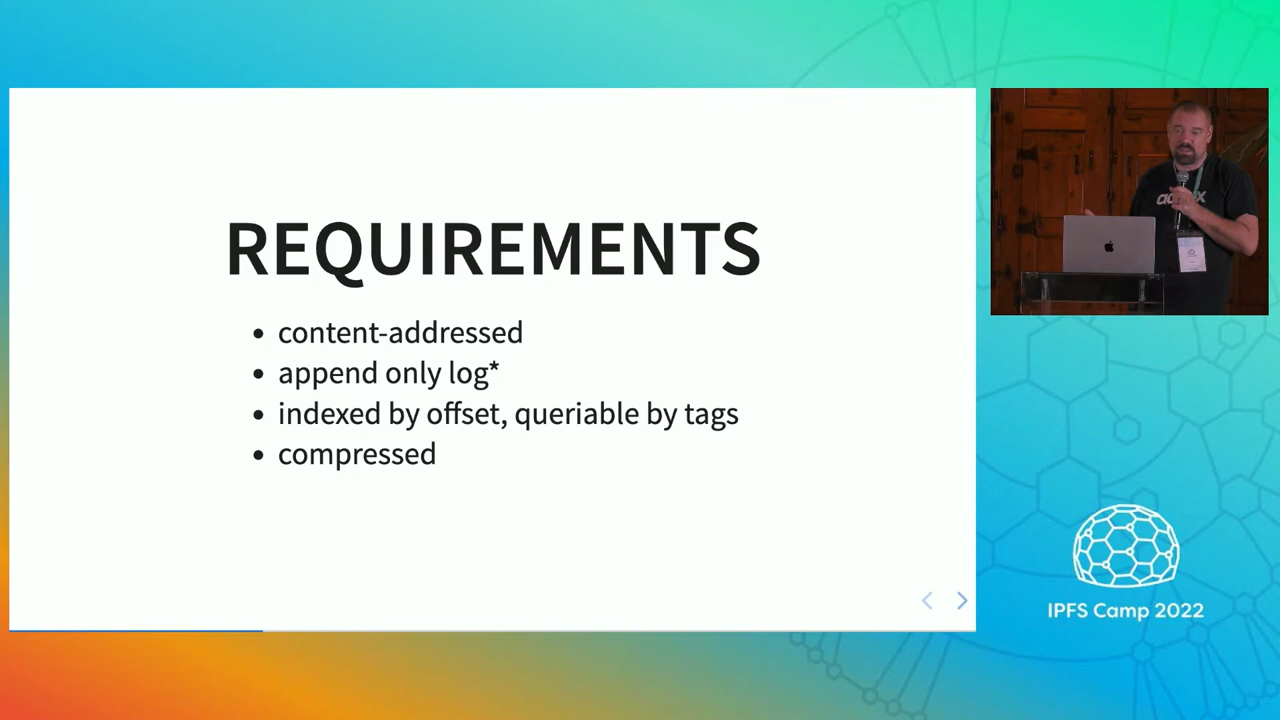 REQUIREMENTS
• content-addressed
• append only log*
• indexed by offset, queriable by tags
• compressed
IPFS Camp 2022